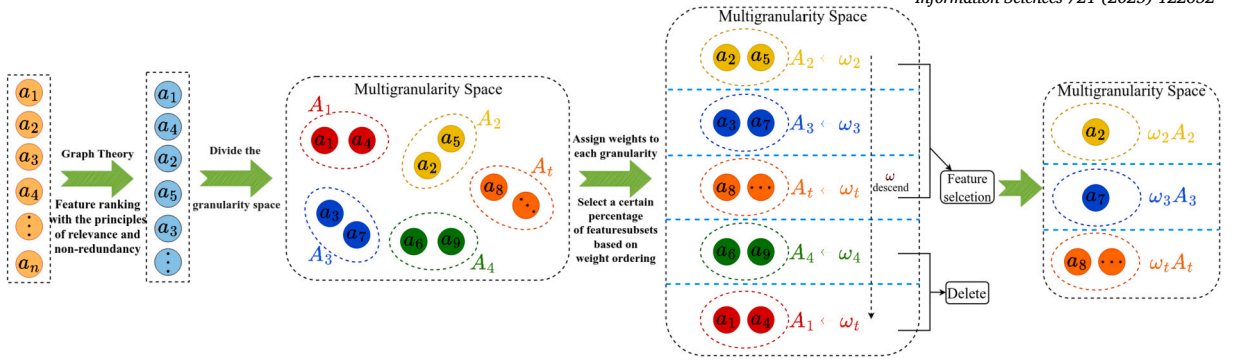 Information Sciences 721 (2025) 122632
a1
a2
a3
a4
⋮
an
Graph Theory
Feature ranking
with the principles
of relevance and
non-redundancy
a1
a4
a2
a5
a3
⋮
Divide the
granularity space
Multigranularity Space
A1
a1 a4
A2
a5
a2
At
a8
⋱
a3
a7
A3
a6 a9
A4
Assign weights to
each granularity
Select a certain
percentage
of featuresubsets
based on
weight ordering
Multigranularity Space
a2 a5 A2 ← ω2
a3 a7 A3 ← ω3
a8 ⋯ At ← ωt
ω
descend
a6 a9 A4 ← ω4
a1 a4 A1 ← ωt
Feature
selcetion
Delete
Multigranularity Space
a2 ω2A2
a7 ω3A3
a8 ⋯ ωtAt